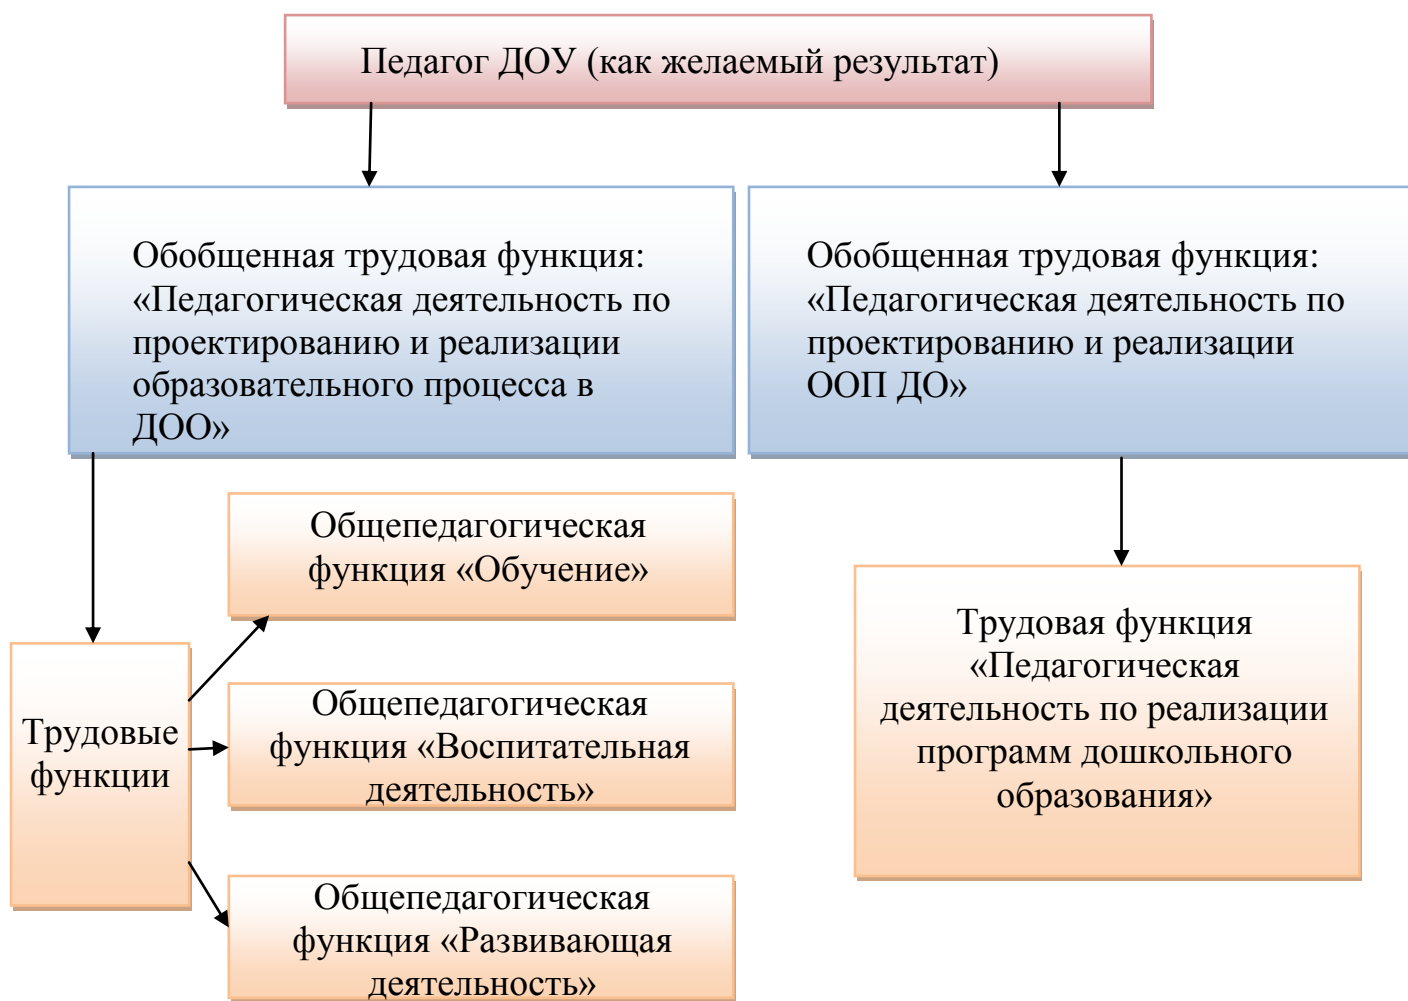 Педагог ДОУ (как желаемый результат)
Обобщенная трудовая функция:
«Педагогическая деятельность по
проектированию и реализации
образовательного процесса в
ДОО»
Обобщенная трудовая функция:
«Педагогическая деятельность по
проектированию и реализации
ООП ДО»
Общепедагогическая
функция «Обучение»
Трудовые
функции
Общепедагогическая
функция «Воспитательная
деятельность»
Общепедагогическая
функция «Развивающая
деятельность»
Трудовая функция
«Педагогическая
деятельность по реализации
программ дошкольного
образования»